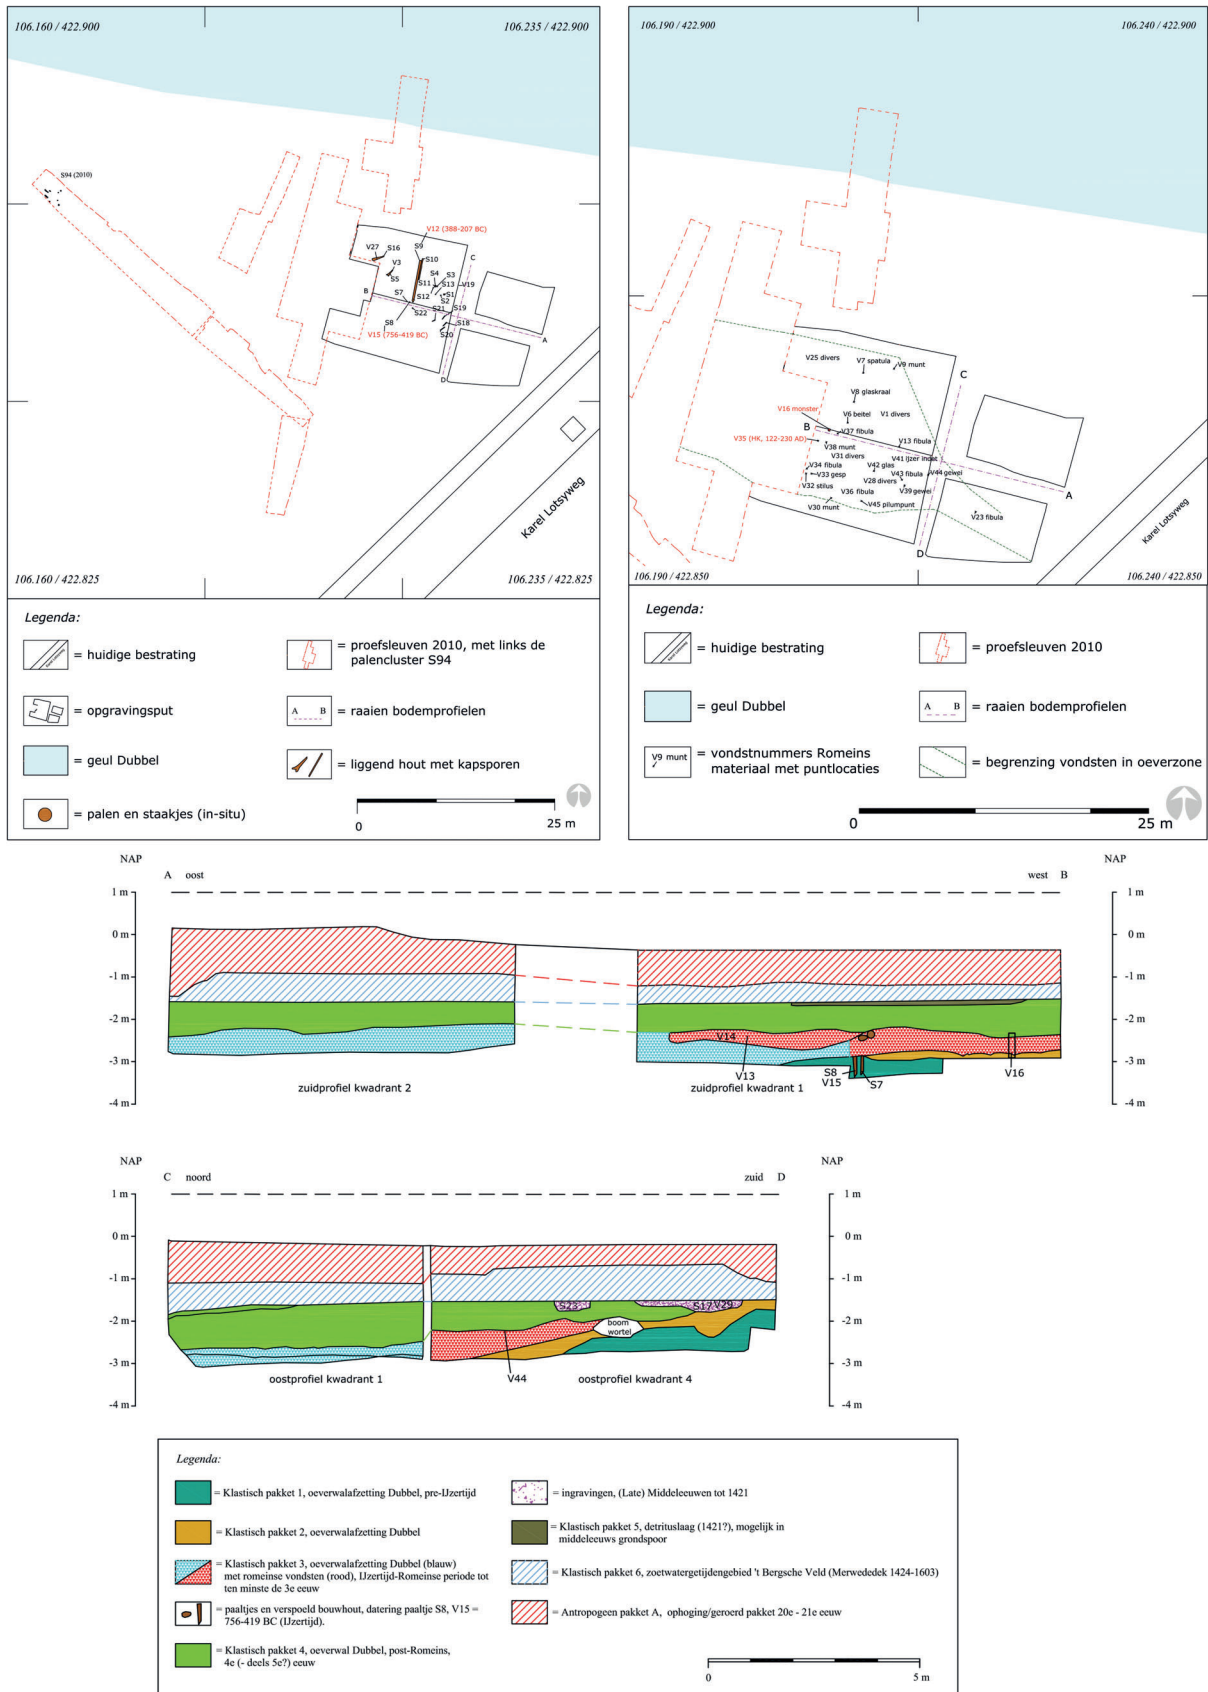 106.160 / 422.900
106.235 / 422.900
S94 (2010)
V12 (388-207 BC)
S9
V27
S16
S10
V3
C
S4
S3
S11
S13
S5
V19
B
S7
S12
S1
S2
S21
S19
S22
S8
S18
V15 (756-419 BC)
S20
A
D
Karel Lotsyweg
106.160 / 422.825
106.235 / 422.825
Legenda:
= huidige bestrating
= proefsleuven 2010, met links de
palencluster S94
= opgravingsput
A B
= raaien bodemprofielen
= geul Dubbel
= liggend hout met kapsporen
= palen en staakjes (in-situ)
0
25 m
106.190 / 422.900
106.240 / 422.900
V25 divers
V7 spatula
V9 munt
C
V8 glaskraal
V16 monster
V6 beitel
V1 divers
B
V37 fibula
V35 (HK, 122-230 AD)
V13 fibula
V38 munt
V31 divers
V41 ijzer indet
V34 fibula
V42 glas
V33 gesp
V43 fibula
V44 gewei
V28 divers
V32 stilus
V39 gewei
V36 fibula
A
V30 munt
V45 pilumpunt
V23 fibula
D
Karel Lotsyweg
106.190 / 422.850
106.240 / 422.850
Legenda:
= huidige bestrating
= proefsleuven 2010
= geul Dubbel
A B
= raaien bodemprofielen
V9 munt
= vondstnummers Romeins
materiaal met puntlocaties
= begrenzing vondsten in oeverzone
0
25 m
NAP
NAP
A oost
west B
1 m
1 m
0 m
0 m
-1 m
-1 m
-2 m
-2 m
V14
-3 m
-3 m
V13
S8
V15
S7
V16
zuidprofiel kwadrant 2
zuidprofiel kwadrant 1
-4 m
-4 m
NAP
NAP
C noord
zuid D
1 m
1 m
0 m
0 m
-1 m
-1 m
S23
S17/V29
boom
wortel
-2 m
-2 m
-3 m
-3 m
oostprofiel kwadrant 1
V44
oostprofiel kwadrant 4
-4 m
-4 m
Legenda:
= Klastisch pakket 1, oeverwalafzetting Dubbel, pre-IJzertijd
= ingravingen, (Late) Middeleeuwen tot 1421
= Klastisch pakket 2, oeverwalafzetting Dubbel
= Klastisch pakket 5, detrituslaag (1421?), mogelijk in
middeleeuws grondspoor
= Klastisch pakket 3, oeverwalafzetting Dubbel (blauw)
met romeinse vondsten (rood), IJzertijd-Romeinse periode tot
ten minste de 3e eeuw
= Klastisch pakket 6, zoetwatergetijdengebied 't Bergsche Veld (Merwededek 1424-1603)
= paaltjes en verspoeld bouwhout, datering paaltje S8, V15 =
756-419 BC (IJzertijd).
= Antropogeen pakket A, ophoging/geroerd pakket 20e - 21e eeuw
= Klastisch pakket 4, oeverwal Dubbel, post-Romeins,
4e (- deels 5e?) eeuw
0
5 m